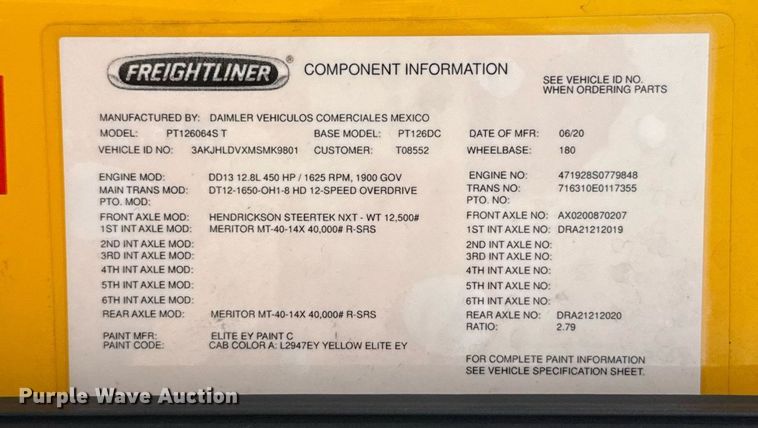 FREIGHTLINER® COMPONENT INFORMATION
SEE VEHICLE ID NO.
WHEN ORDERING PARTS
MANUFACTURED BY: DAIMLER VEHICULOS COMERCIALES MEXICO
MODEL: PT126064S T BASE MODEL: PT126DC DATE OF MFR: 06/20
VEHICLE ID NO: 3AKJHLDVXMSMK9801 CUSTOMER: T08552 WHEELBASE: 180
ENGINE MOD: DD13 12.8L 450 HP / 1625 RPM, 1900 GOV ENGINE NO: 471928S0779848
MAIN TRANS MOD: DT12-1650-OH1-8 HD 12-SPEED OVERDRIVE TRANS NO: 716310E0117355
PTO. MOD: PTO. NO:
FRONT AXLE MOD: HENDRICKSON STEERTEK NXT - WT 12,500# FRONT AXLE NO: AX0200870207
1ST INT AXLE MOD: MERITOR MT-40-14X 40,000# R-SRS 1ST INT AXLE NO: DRA21212019
2ND INT AXLE MOD: 2ND INT AXLE NO:
3RD INT AXLE MOD: 3RD INT AXLE NO:
4TH INT AXLE MOD: 4TH INT AXLE NO:
5TH INT AXLE MOD: 5TH INT AXLE NO:
6TH INT AXLE MOD: 6TH INT AXLE NO:
REAR AXLE MOD: MERITOR MT-40-14X 40,000# R-SRS REAR AXLE NO: DRA21212020
RATIO: 2.79
PAINT MFR: ELITE EY PAINT C
PAINT CODE: CAB COLOR A: L2947EY YELLOW ELITE EY
FOR COMPLETE PAINT INFORMATION
SEE VEHICLE SPECIFICATION SHEET.
Purple Wave Auction